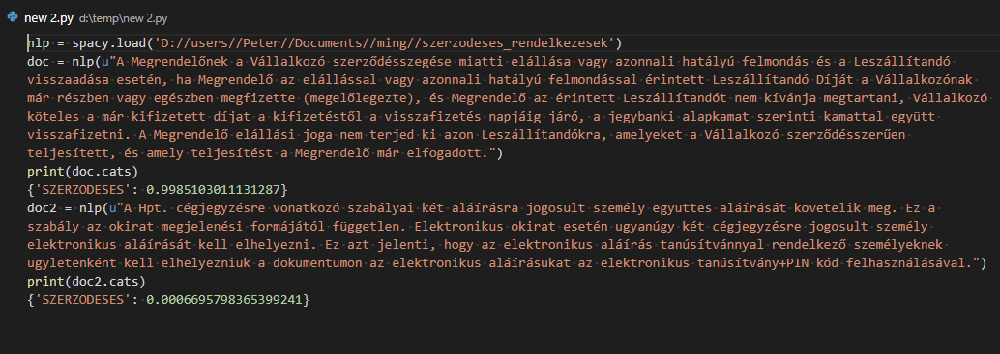 new 2.py d:\temp\new 2.py
nlp = spacy.load('D://users//Peter//Documents//ming//szerzodeses_rendelkezesek')
doc = nlp(u"A Megrendelőnek a Vállalkozó szerződésszegése miatti elállása vagy azonnali hatályú felmondás és a Leszállítandó
visszaadása esetén, ha Megrendelő az elállással vagy azonnali hatályú felmondással érintett Leszállítandó Díját a Vállalkozónak
már részben vagy egészben megfizette (megelőlegezte), és Megrendelő az érintett Leszállítandót nem kívánja megtartani, Vállalkozó
köteles a már kifizetett díjat a kifizetéstől a visszafizetés napjáig járó, a jegybanki alapkamat szerinti kamattal együtt
visszafizetni. A Megrendelő elállási joga nem terjed ki azon Leszállítandókra, amelyeket a Vállalkozó szerződésszerűen
teljesített, és amely teljesítést a Megrendelő már elfogadott.")
print(doc.cats)
{'SZERZODESES': 0.9985103011131287}
doc2 = nlp(u"A Hpt. cégjegyzésre vonatkozó szabályai két aláírásra jogosult személy együttes aláírását követelik meg. Ez a
szabály az okirat megjelenési formájától független. Elektronikus okirat esetén ugyanúgy két cégjegyzésre jogosult személy
elektronikus aláírását kell elhelyezni. Ez azt jelenti, hogy az elektronikus aláírás tanúsítvánnyal rendelkező személyeknek
ügyletenként kell elhelyezniük a dokumentumon az elektronikus aláírásukat az elektronikus tanúsítvány+PIN kód felhasználásával.")
print(doc2.cats)
{'SZERZODESES': 0.0006695798365399241}